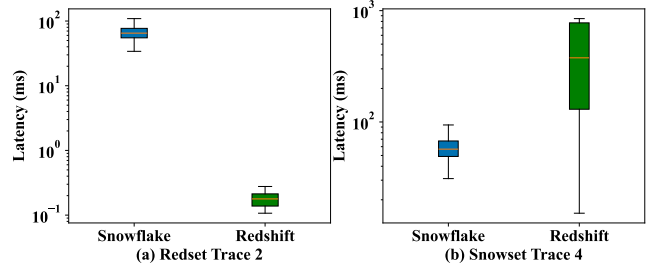 10²
10¹
10⁰
10⁻¹
Latency (ms)
Snowflake Redshift
(a) Redset Trace 2
10³
10²
Latency (ms)
Snowflake Redshift
(b) Snowset Trace 4